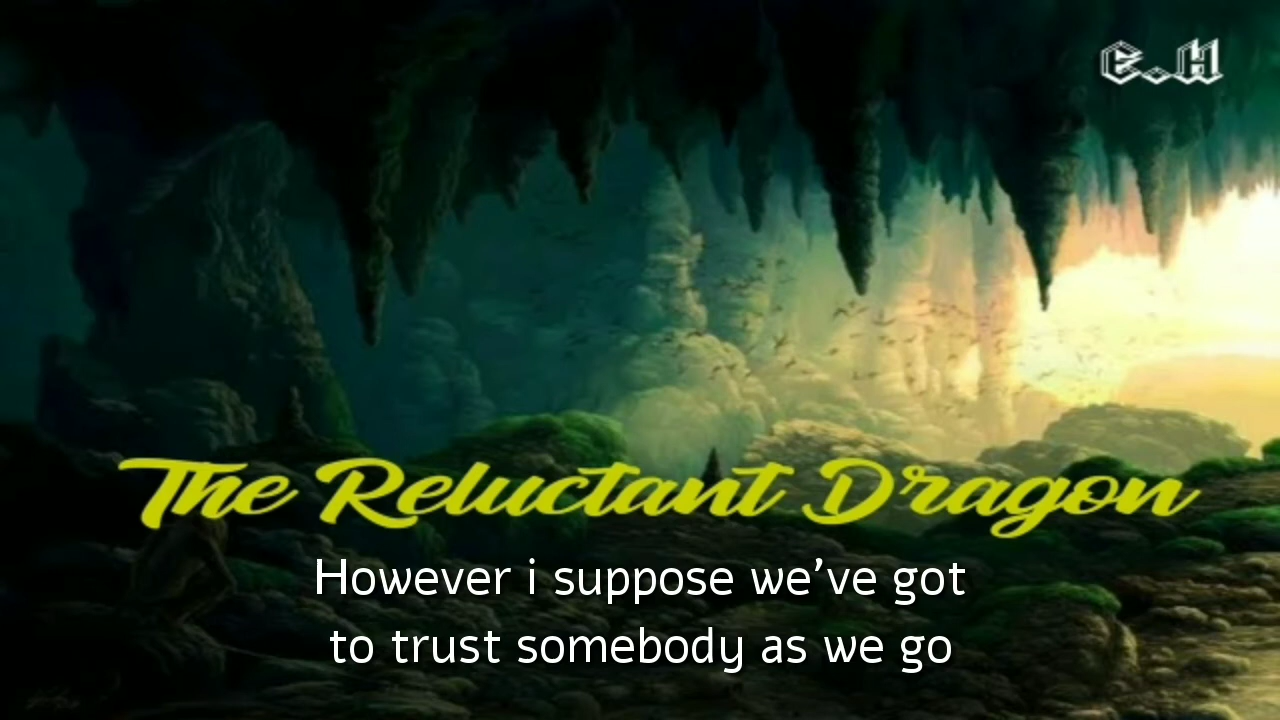 e.H
The Reluctant Dragon
However i suppose we've got
to trust somebody as we go